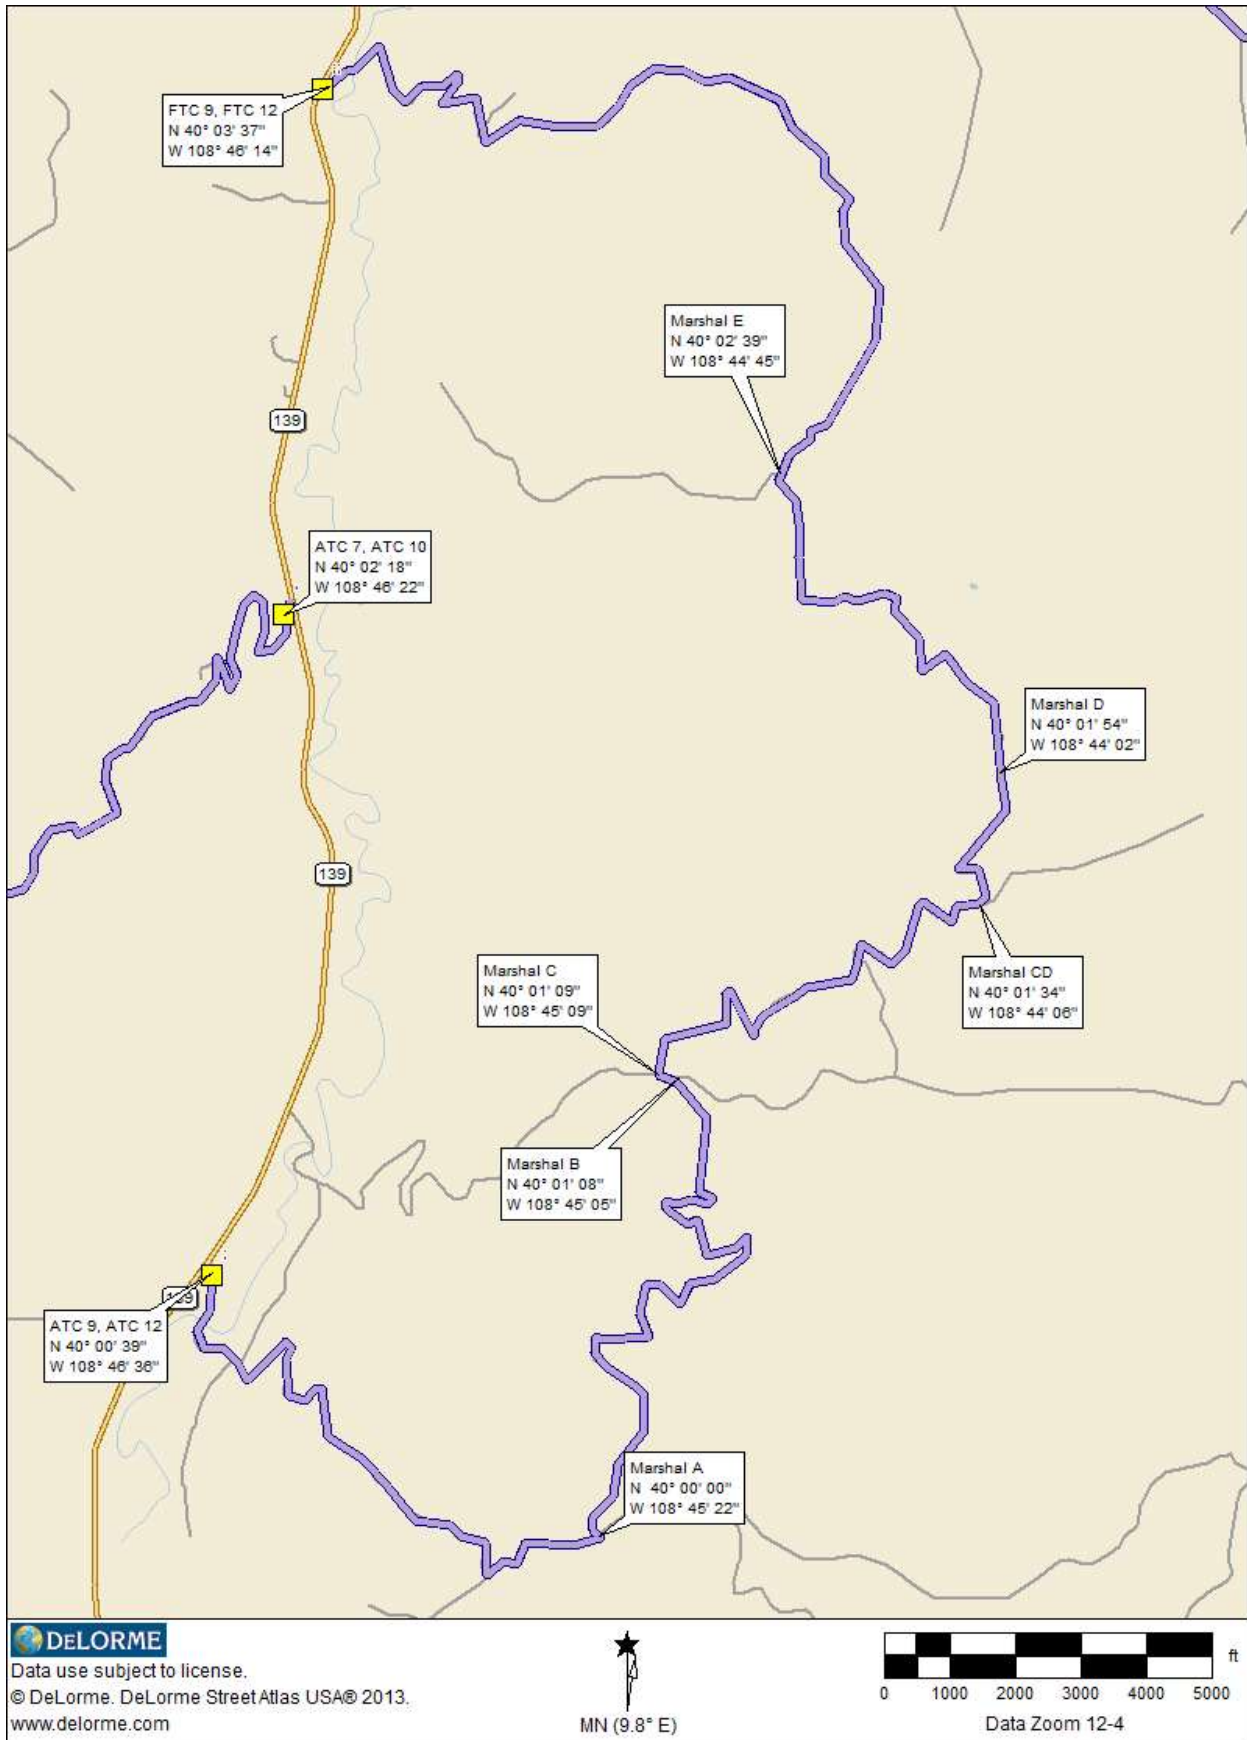 FTC 9, FTC 12
N 40° 03' 37"
W 108° 46' 14"
Marshal E
N 40° 02' 39"
W 108° 44' 45"
139
ATC 7, ATC 10
N 40° 02' 18"
W 108° 46' 22"
Marshal D
N 40° 01' 54"
W 108° 44' 02"
139
Marshal C
N 40° 01' 09"
W 108° 45' 09"
Marshal CD
N 40° 01' 34"
W 108° 44' 06"
Marshal B
N 40° 01' 08"
W 108° 45' 05"
139
ATC 9, ATC 12
N 40° 00' 39"
W 108° 46' 36"
Marshal A
N 40° 00' 00"
W 108° 45' 22"
DELORME
Data use subject to license.
© DeLorme. DeLorme Street Atlas USA® 2013.
www.delorme.com
MN (9.8° E)
ft
0 1000 2000 3000 4000 5000
Data Zoom 12-4